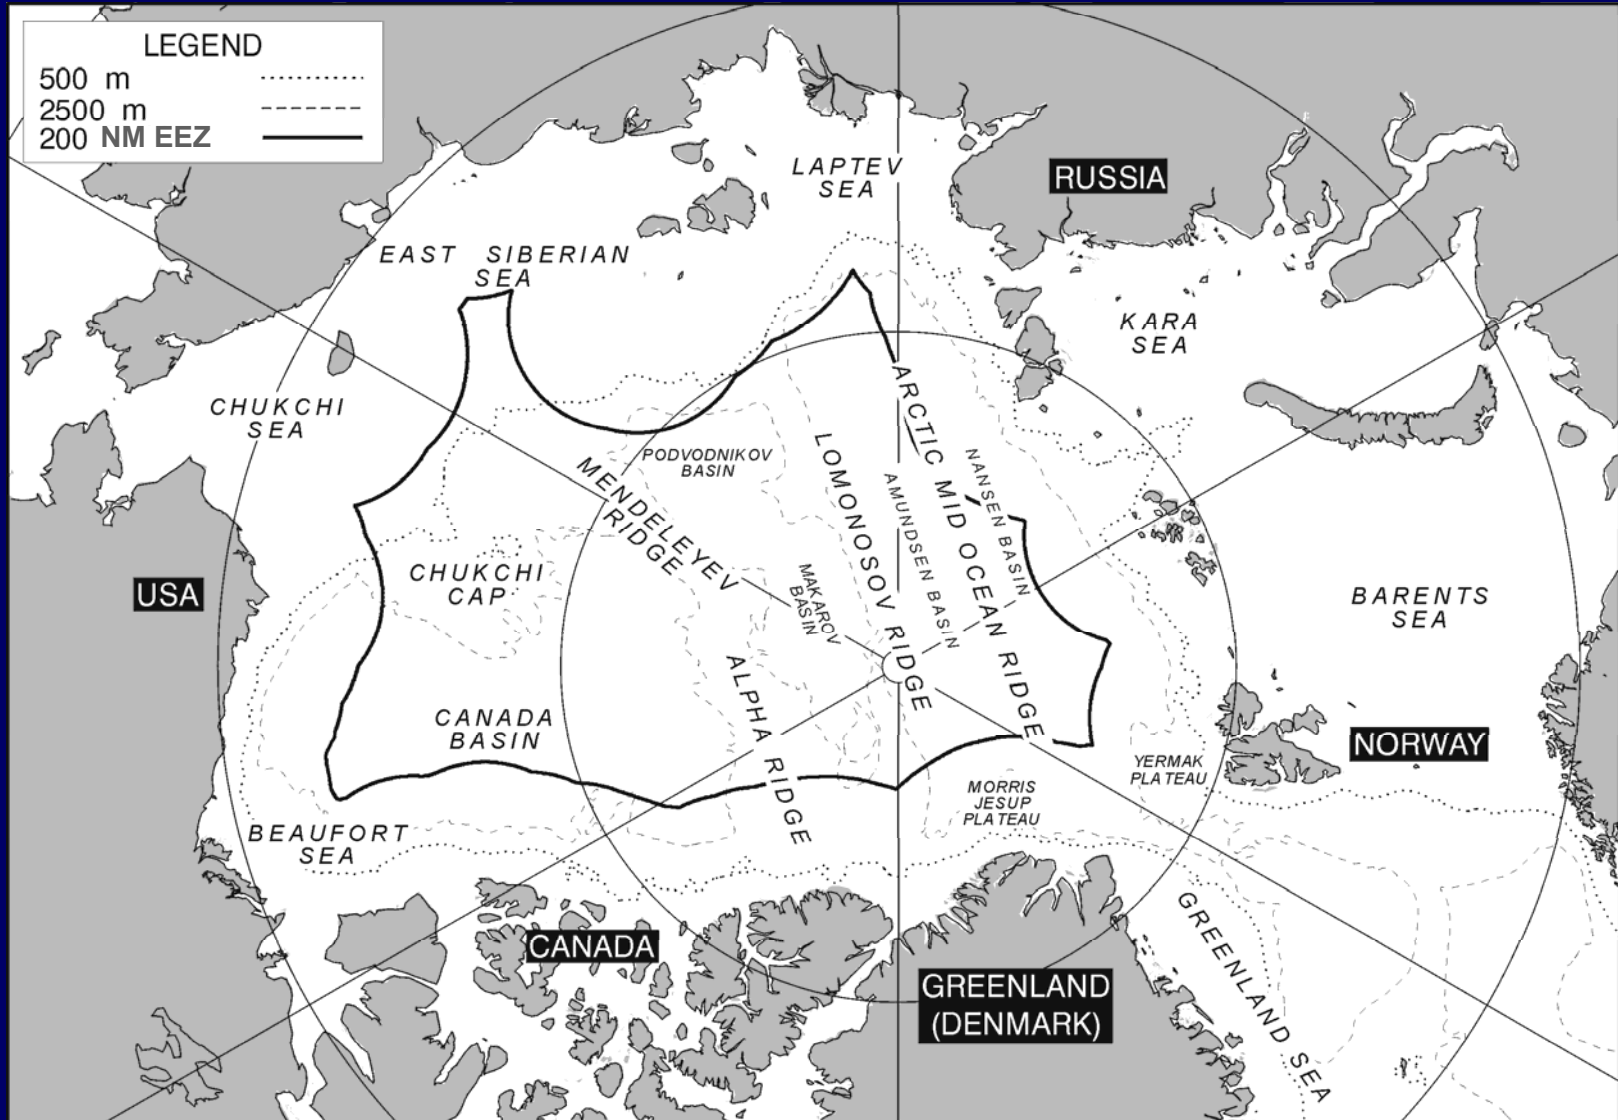 LEGEND
500 m
2500 m
200 NM EEZ
LAPTEV
SEA
RUSSIA
EAST SIBERIAN
SEA
KARA
SEA
CHUKCHI
SEA
ARCTIC MID OCEAN RIDGE
LOMONOSOV RIDGE
PODVODNIKOV
BASIN
NANSEN BASIN
AMUNDSEN BASIN
MENDELEYEV
RIDGE
MAKAROV
BASIN
CHUKCHI
CAP
USA
BARENTS
SEA
ALPHA RIDGE
CANADA
BASIN
NORWAY
YERMAK
PLATEAU
MORRIS
JESUP
PLATEAU
BEAUFORT
SEA
CANADA
GREENLAND
(DENMARK)
GREENLAND SEA